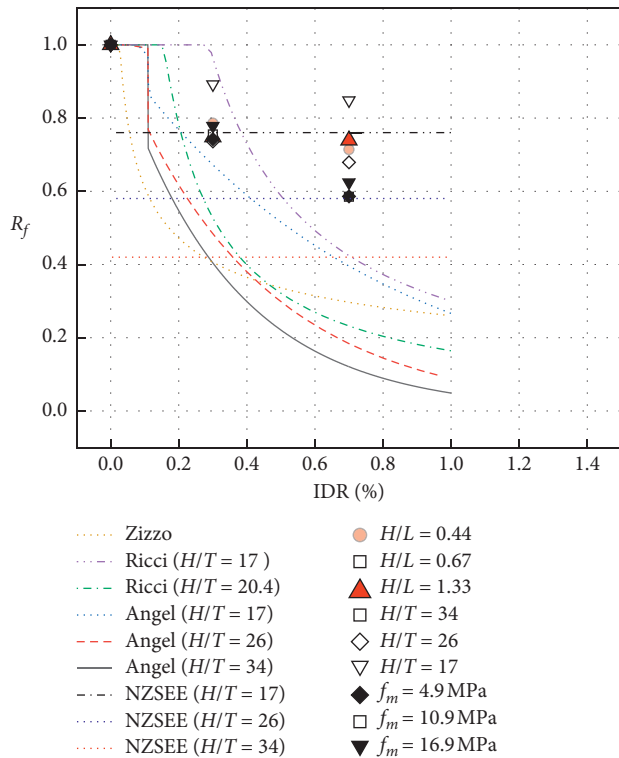 1.0
0.8
0.6
R_f
0.4
0.2
0.0
0.0 0.2 0.4 0.6 0.8 1.0 1.2 1.4
IDR (%)
Zizzo
Ricci (H/T = 17 )
Ricci (H/T = 20.4)
Angel (H/T = 17)
Angel (H/T = 26)
Angel (H/T = 34)
NZSEE (H/T = 17)
NZSEE (H/T = 26)
NZSEE (H/T = 34)
H/L = 0.44
H/L = 0.67
H/L = 1.33
H/T = 34
H/T = 26
H/T = 17
f_m = 4.9 MPa
f_m = 10.9 MPa
f_m = 16.9 MPa